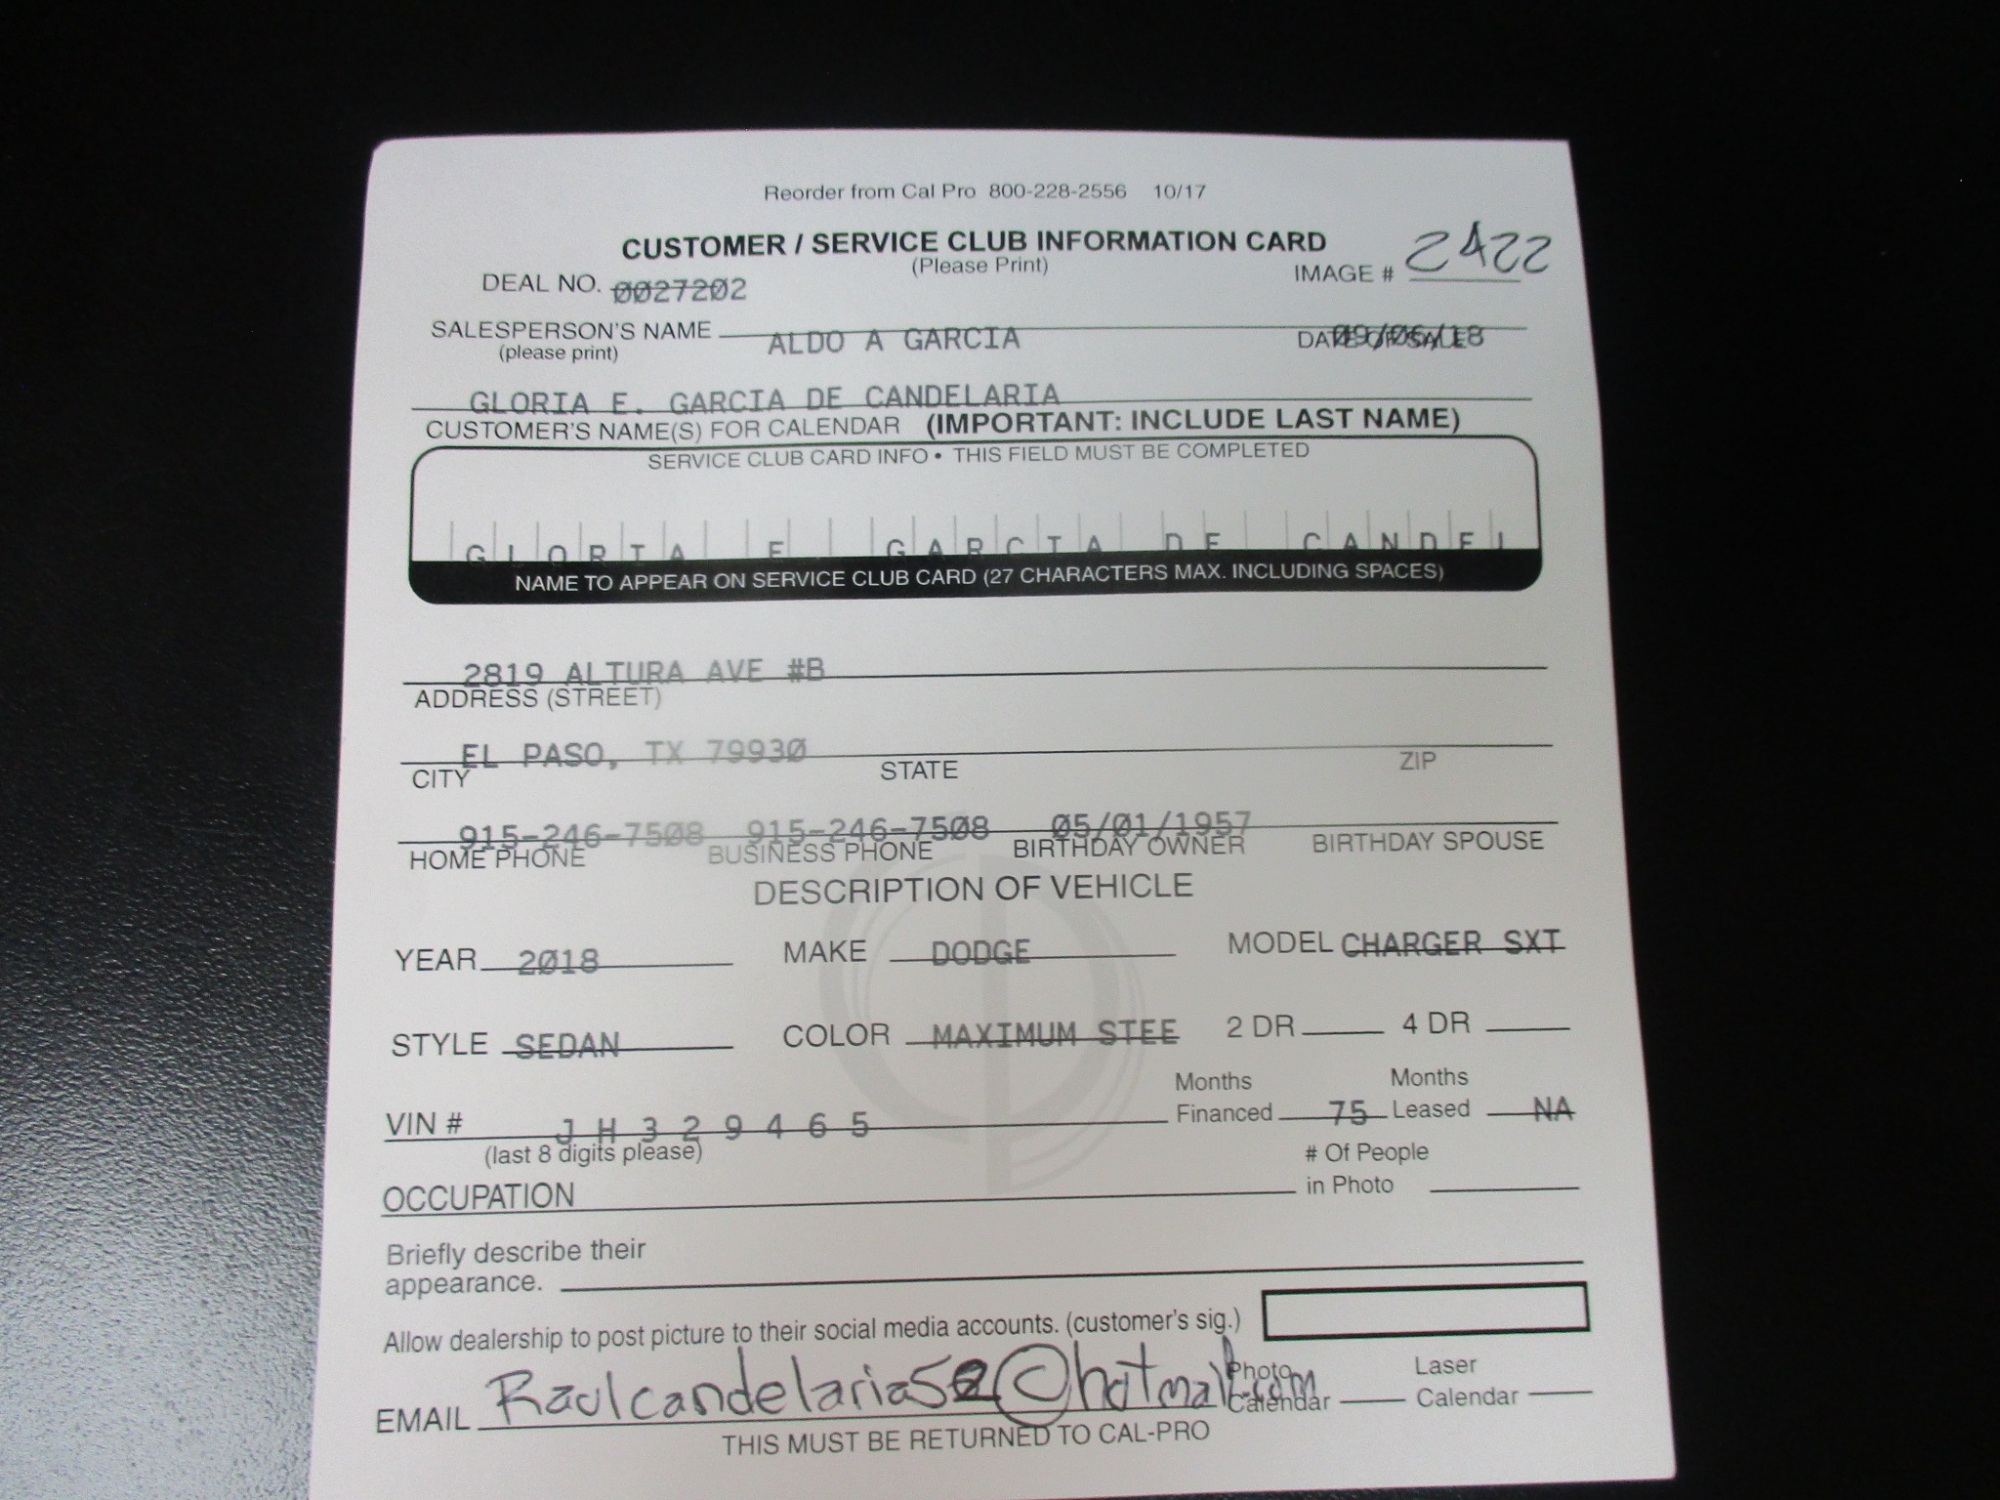 Reorder from Cal Pro 800-228-2556 10/17
CUSTOMER / SERVICE CLUB INFORMATION CARD
(Please Print)
DEAL NO. 0027202 IMAGE # 2422
SALESPERSON'S NAME ALDO A GARCIA DATE OF SALE 09/06/18
(please print)
GLORIA E. GARCIA DE CANDELARIA
CUSTOMER'S NAME(S) FOR CALENDAR (IMPORTANT: INCLUDE LAST NAME)
SERVICE CLUB CARD INFO • THIS FIELD MUST BE COMPLETED
GLORIA E GARCIA DE CANDEL
NAME TO APPEAR ON SERVICE CLUB CARD (27 CHARACTERS MAX. INCLUDING SPACES)
2819 ALTURA AVE #B
ADDRESS (STREET)
EL PASO, TX 79930
CITY STATE ZIP
915-246-7508 915-246-7508 05/01/1957
HOME PHONE BUSINESS PHONE BIRTHDAY OWNER BIRTHDAY SPOUSE
DESCRIPTION OF VEHICLE
YEAR 2018 MAKE DODGE MODEL CHARGER SXT
STYLE SEDAN COLOR MAXIMUM STEE 2 DR 4 DR
Months Months
VIN # JH329465 Financed 75 Leased NA
(last 8 digits please) # Of People
OCCUPATION in Photo
Briefly describe their
appearance.
Allow dealership to post picture to their social media accounts. (customer's sig.)
Photo Laser
EMAIL Raulcandelaria52@hotmail.com Calendar Calendar
THIS MUST BE RETURNED TO CAL-PRO